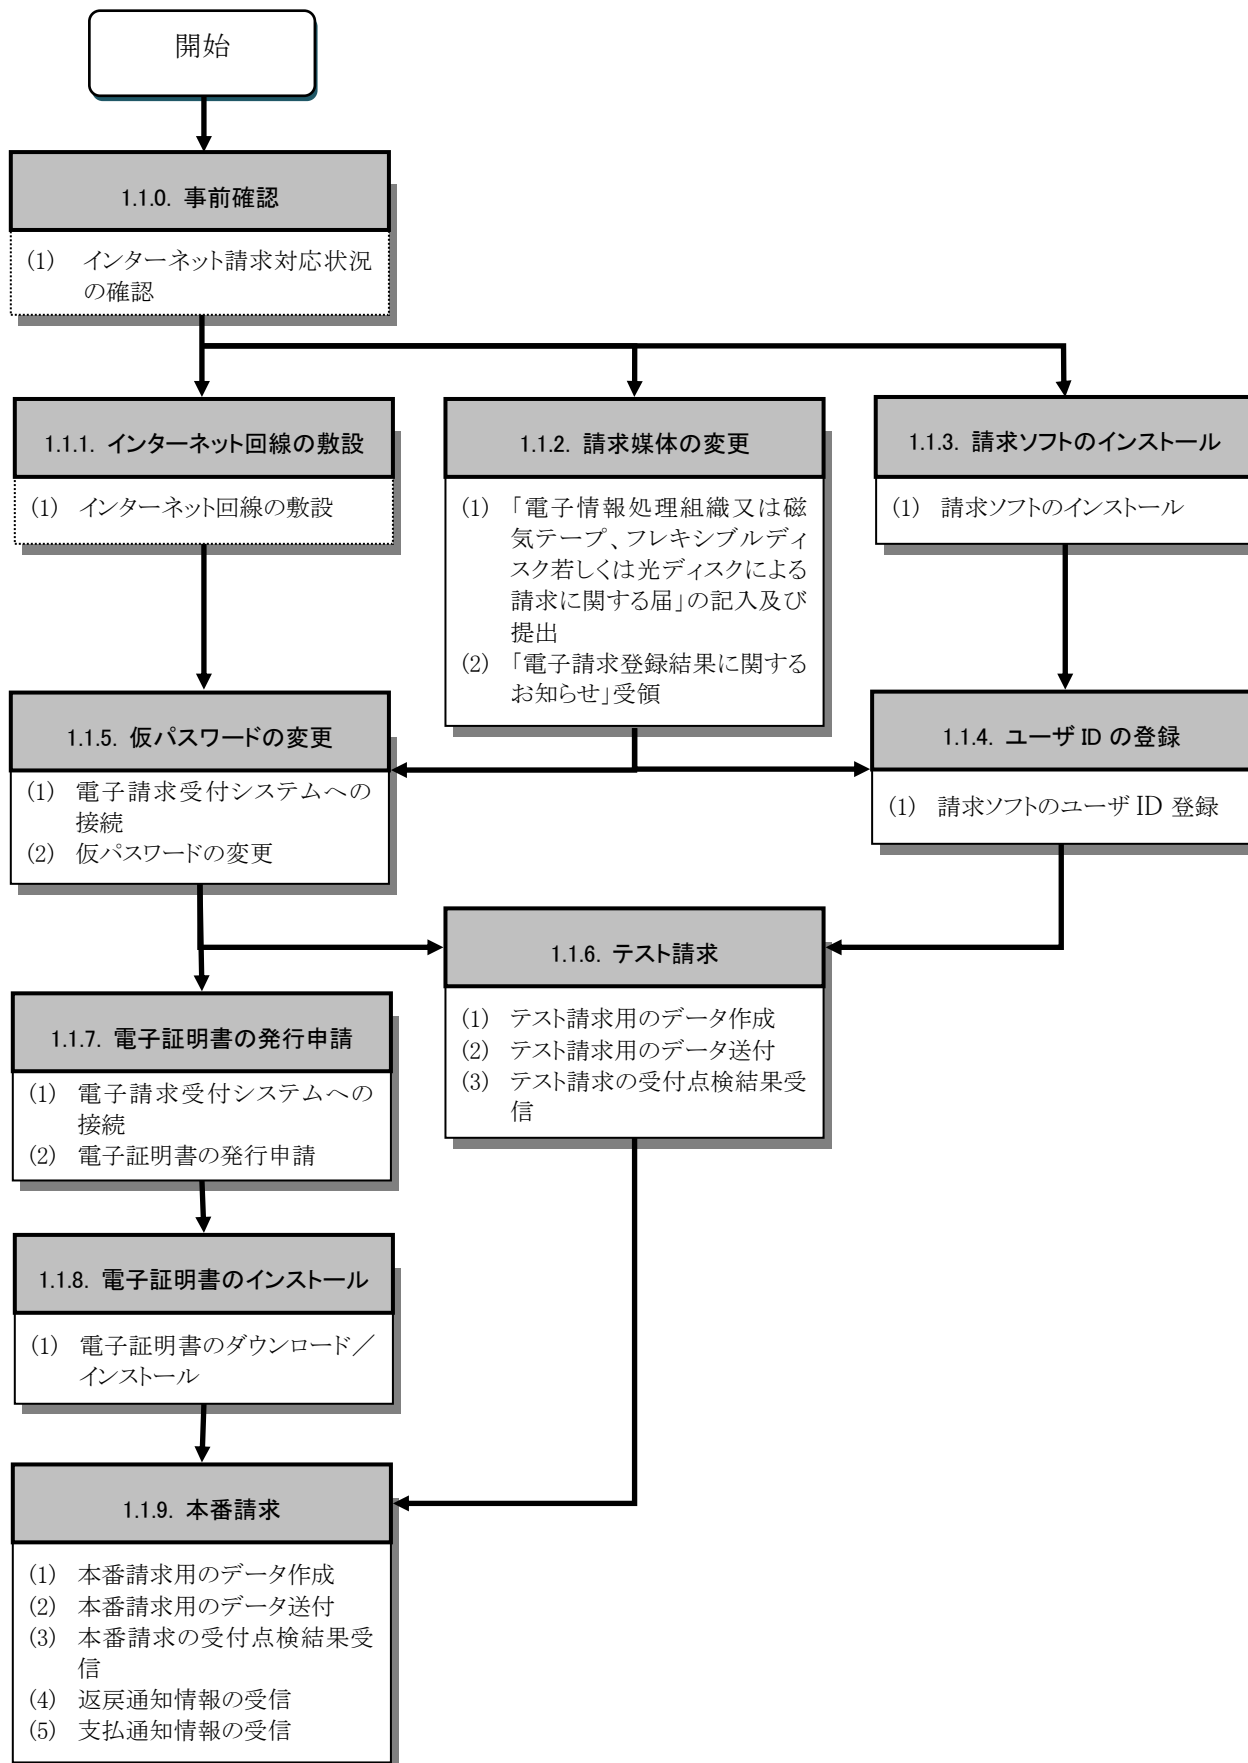 開始
1.1.0. 事前確認
(1) インターネット請求対応状況
の確認
1.1.1. インターネット回線の敷設
(1) インターネット回線の敷設
1.1.2. 請求媒体の変更
(1) 「電子情報処理組織又は磁
気テープ、フレキシブルディ
スク若しくは光ディスクによる
請求に関する届」の記入及び
提出
(2) 「電子請求登録結果に関する
お知らせ」受領
1.1.3. 請求ソフトのインストール
(1) 請求ソフトのインストール
1.1.5. 仮パスワードの変更
(1) 電子請求受付システムへの
接続
(2) 仮パスワードの変更
1.1.4. ユーザ ID の登録
(1) 請求ソフトのユーザ ID 登録
1.1.6. テスト請求
(1) テスト請求用のデータ作成
(2) テスト請求用のデータ送付
(3) テスト請求の受付点検結果受
信
1.1.7. 電子証明書の発行申請
(1) 電子請求受付システムへの
接続
(2) 電子証明書の発行申請
1.1.8. 電子証明書のインストール
(1) 電子証明書のダウンロード／
インストール
1.1.9. 本番請求
(1) 本番請求用のデータ作成
(2) 本番請求用のデータ送付
(3) 本番請求の受付点検結果受
信
(4) 返戻通知情報の受信
(5) 支払通知情報の受信